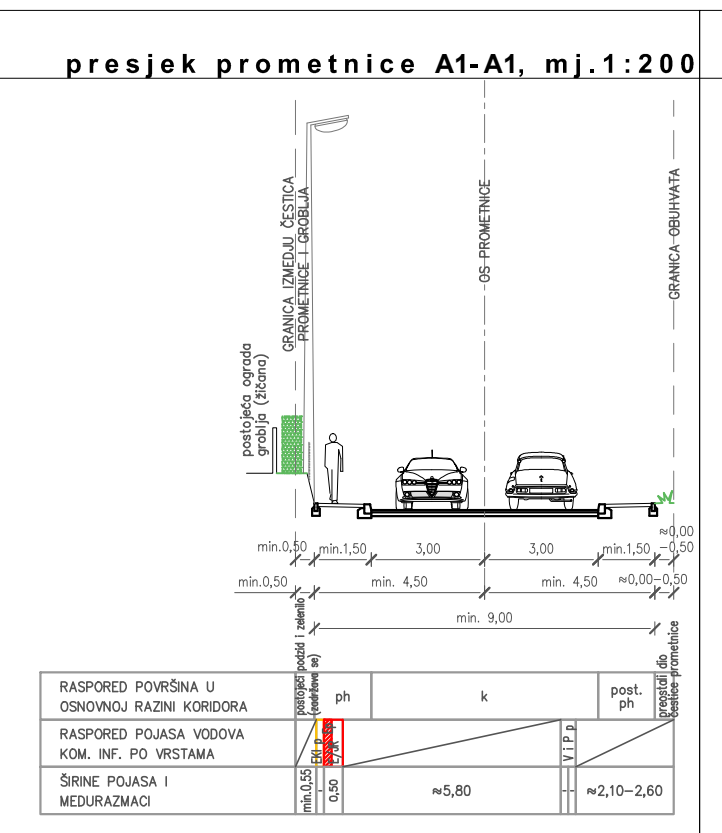 presjek prometnice A1-A1, mj.1:200
GRANICA IZMEDJU ČESTICA
PROMETNICE I GROBLJA
OS PROMETNICE
GRANICA OBUHVATA
postojeća ograda
groblja (žičana)
≈0,00
min.0,50 min.1,50 3,00 3,00 min.1,50 -0,50
min.0,50 min. 4,50 min. 4,50 ≈0,00-0,50
min. 9,00
postojeći podzid i zelenilo
(zadržava se)
preostali dio
čestice prometnice
RASPORED POVRŠINA U
OSNOVNOJ RAZINI KORIDORA
ph
k
post.
ph
RASPORED POJASA VODOVA
KOM. INF. PO VRSTAMA
EKI p
E/JR
V i P p
ŠIRINE POJASA I
MEDURAZMACI
min.0,55
-
0,50
≈5,80
- -
≈2,10-2,60